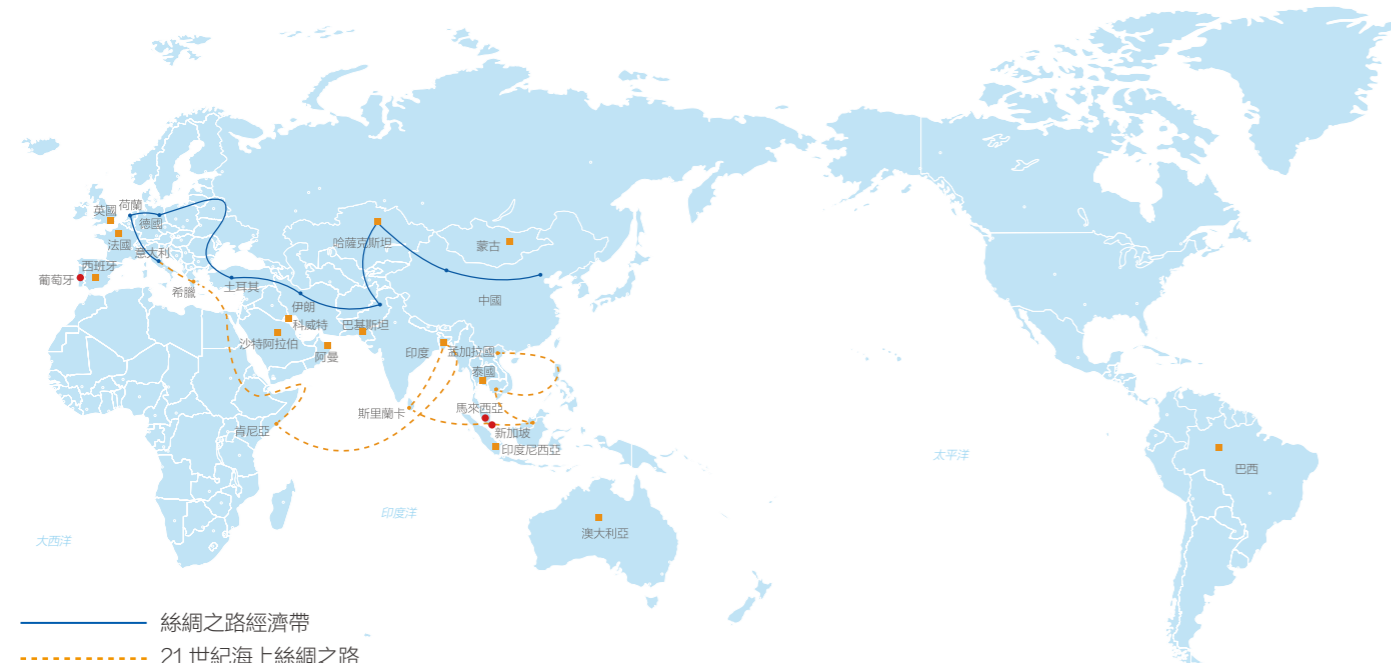 英國
荷蘭
德國
法國
意大利
西班牙
葡萄牙
希臘
土耳其
哈薩克斯坦
蒙古
中國
伊朗
科威特
巴基斯坦
沙特阿拉伯
阿曼
印度
孟加拉國
泰國
斯里蘭卡
馬來西亞
新加坡
印度尼西亞
肯尼亞
太平洋
巴西
印度洋
大西洋
澳大利亞
絲綢之路經濟帶
21世紀海上絲綢之路